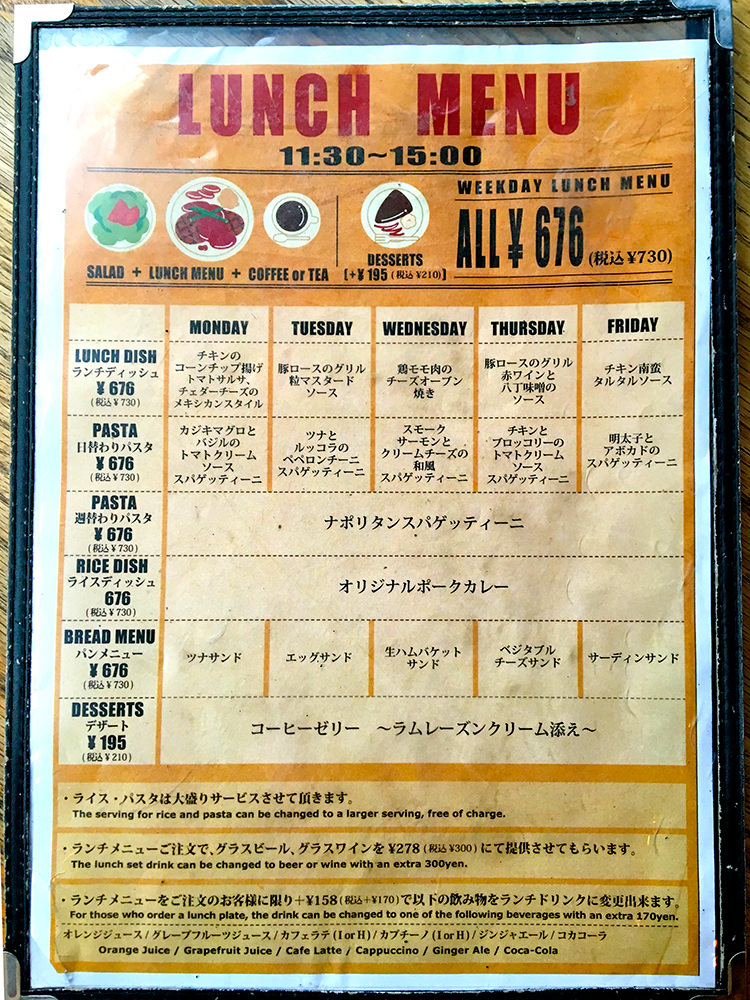 LUNCH MENU
11:30~15:00
WEEKDAY LUNCH MENU
ALL ¥ 676 (税込 ¥730)
SALAD + LUNCH MENU + COFFEE or TEA
DESSERTS
[+¥ 195 (税込 ¥210)]
MONDAY TUESDAY WEDNESDAY THURSDAY FRIDAY
LUNCH DISH
ランチディッシュ
¥ 676
(税込 ¥ 730)
チキンの
コーンチップ揚げ
トマトサルサ、
チェダーチーズの
メキシカンスタイル
豚ロースのグリル
粒マスタード
ソース
鶏モモ肉の
チーズオーブン
焼き
豚ロースのグリル
赤ワインと
八丁味噌の
ソース
チキン南蛮
タルタルソース
PASTA
日替わりパスタ
¥ 676
(税込 ¥ 730)
カジキマグロと
バジルの
トマトクリーム
ソース
スパゲッティーニ
ツナと
ルッコラの
ペペロンチーニ
スパゲッティーニ
スモーク
サーモンと
クリームチーズの
和風
スパゲッティーニ
チキンと
ブロッコリーの
トマトクリーム
ソース
スパゲッティーニ
明太子と
アボカドの
スパゲッティーニ
PASTA
週替わりパスタ
¥ 676
(税込 ¥ 730)
ナポリタンスパゲッティーニ
RICE DISH
ライスディッシュ
676
(税込 ¥ 730)
オリジナルポークカレー
BREAD MENU
パンメニュー
¥ 676
(税込 ¥ 730)
ツナサンド
エッグサンド
生ハムバケット
サンド
ベジタブル
チーズサンド
サーディンサンド
DESSERTS
デザート
¥ 195
(税込 ¥ 210)
コーヒーゼリー ～ラムレーズンクリーム添え～
・ライス・パスタは大盛りサービスさせて頂きます。
The serving for rice and pasta can be changed to a larger serving, free of charge.
・ランチメニューご注文で、グラスビール、グラスワインを ¥278 (税込 ¥300) にて提供させてもらいます。
The lunch set drink can be changed to beer or wine with an extra 300yen.
・ランチメニューをご注文のお客様に限り＋¥158 (税込＋¥170) で以下の飲み物をランチドリンクに変更出来ます。
For those who order a lunch plate, the drink can be changed to one of the following beverages with an extra 170yen.
オレンジジュース / グレープフルーツジュース / カフェラテ (I or H) / カプチーノ (I or H) / ジンジャエール / コカコーラ
Orange Juice / Grapefruit Juice / Cafe Latte / Cappuccino / Ginger Ale / Coca-Cola